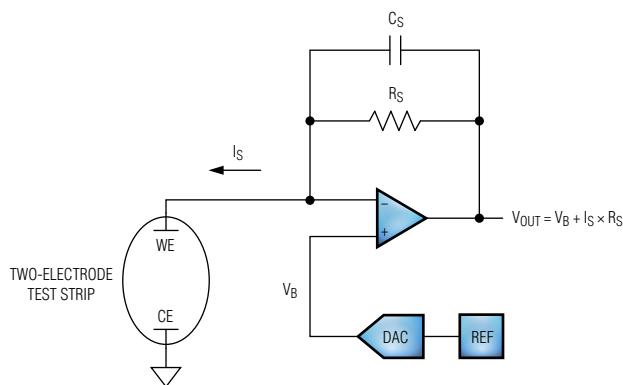 C_S
R_S
I_S
−
+
V_OUT = V_B + I_S × R_S
WE
TWO-ELECTRODE
TEST STRIP
CE
V_B
DAC
REF